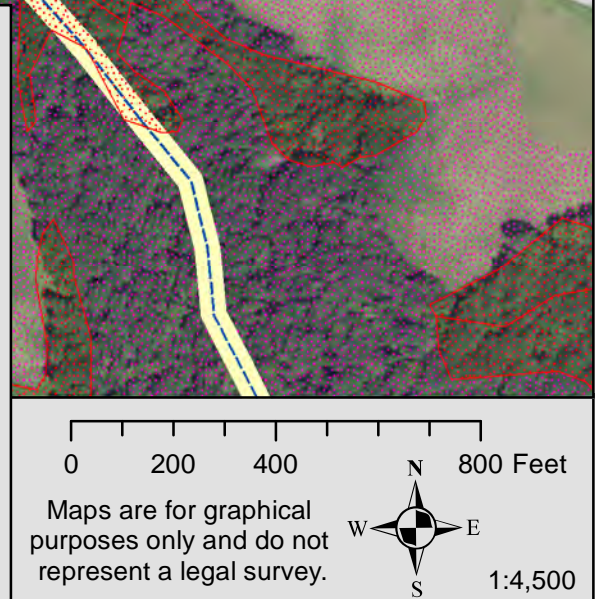 0 200 400 800 Feet
Maps are for graphical
purposes only and do not
represent a legal survey.
N
W E
S
1:4,500